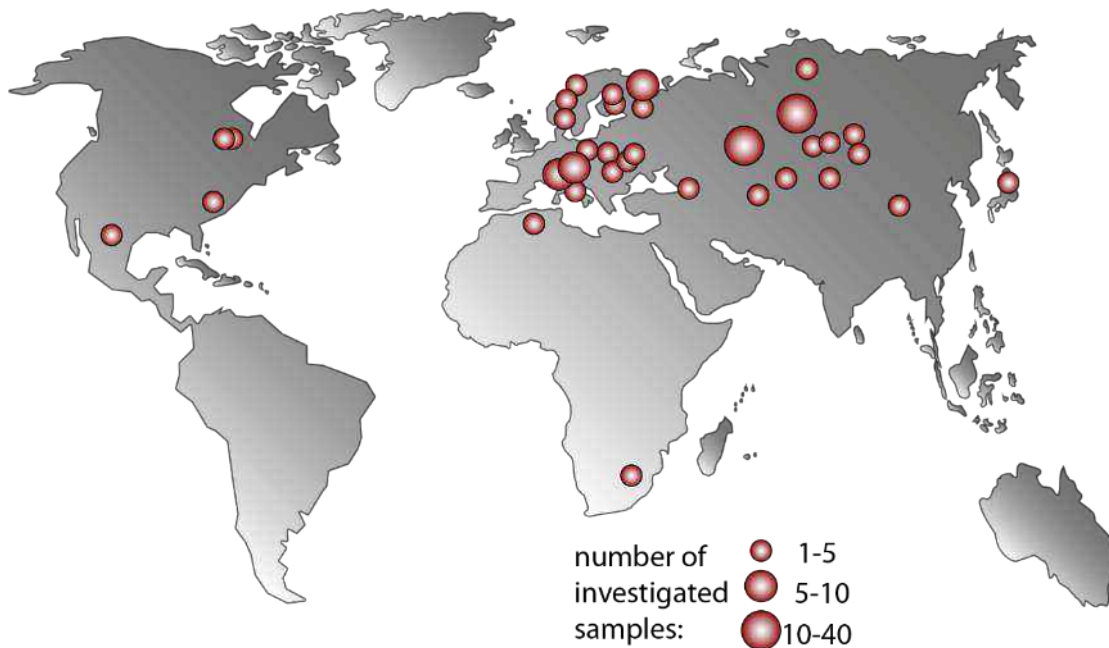 number of
investigated
samples:
1-5
5-10
10-40